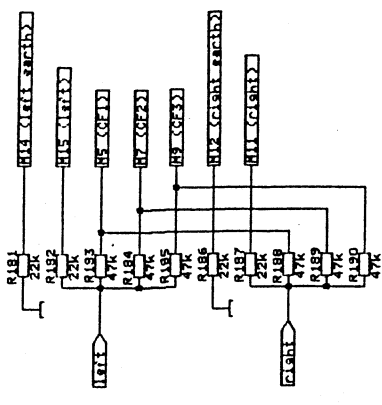 M14 (left earth)
M15 (left)
M5 (CF1)
M7 (CF2)
M9 (CF3)
M12 (right earth)
M11 (right)
R181
22k
R182
22k
R183
47k
R184
47k
R185
47k
R186
22k
R187
22k
R188
47k
R189
47k
R190
47k
left
right